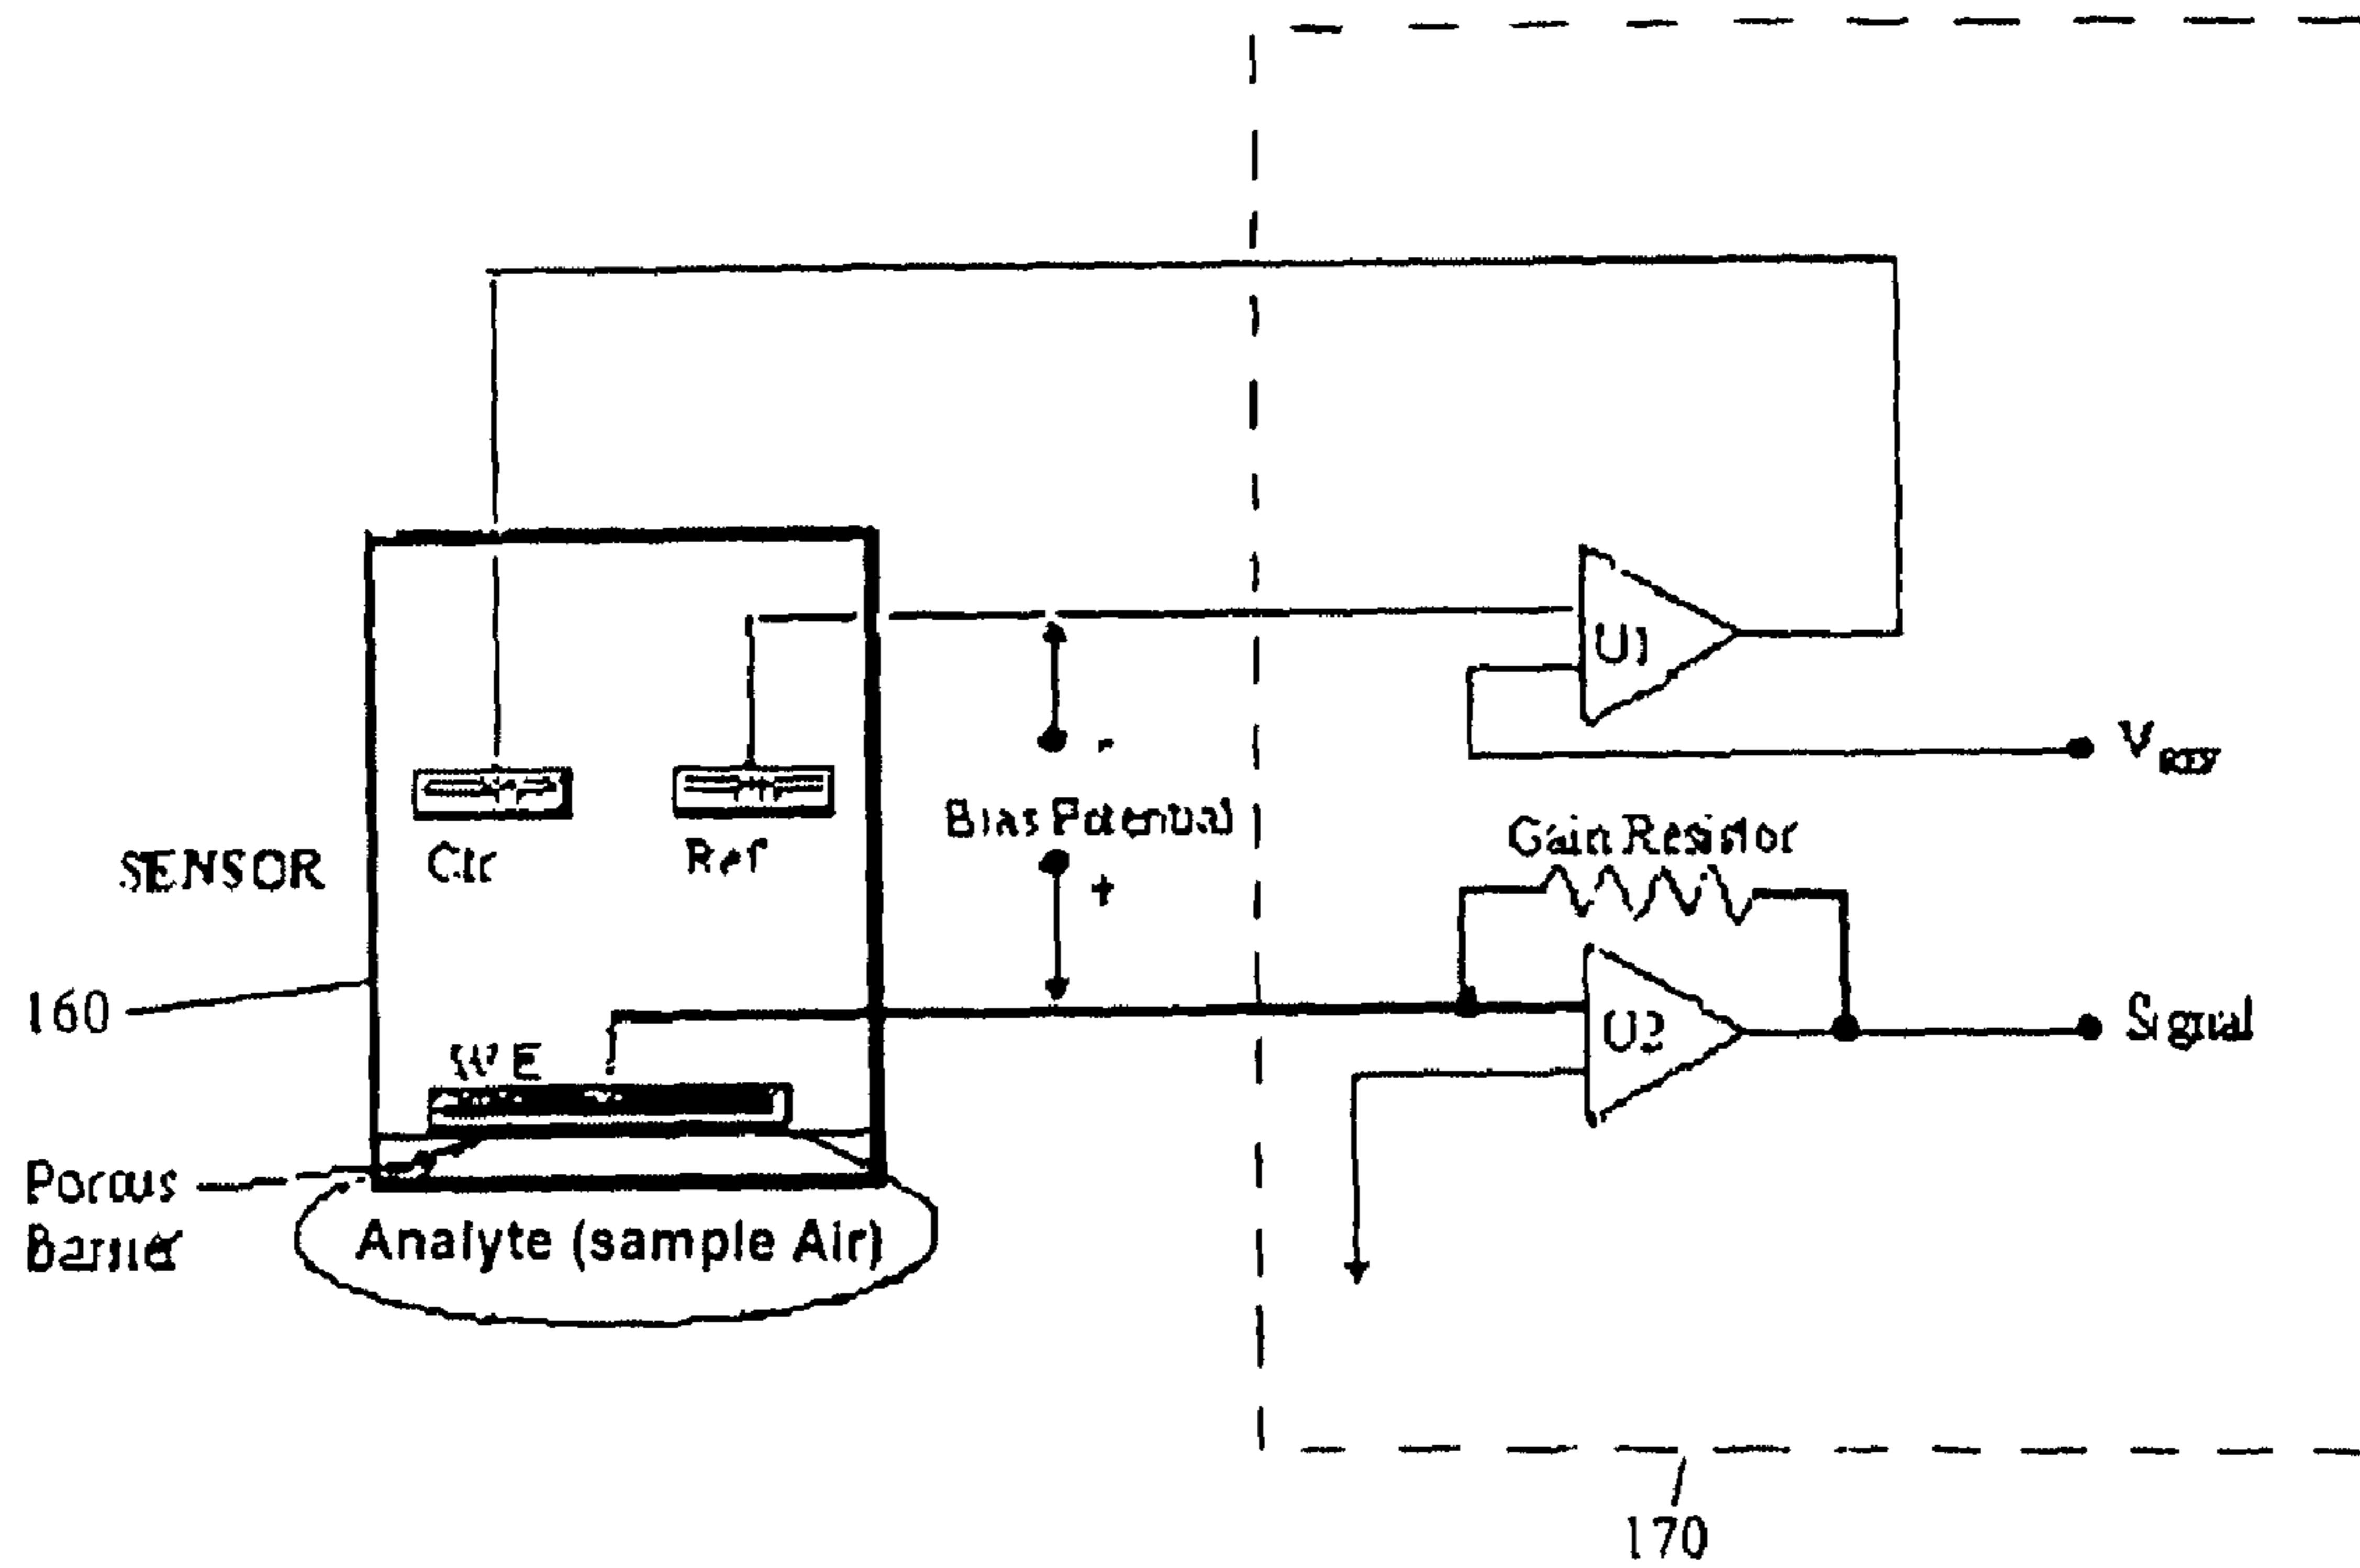 U1
V
Bias Potential
-
+
Gain Resistor
SENSOR
Ctr
Ref
160
WE
U2
Signal
Porous
Barrier
Analyte (sample Air)
170